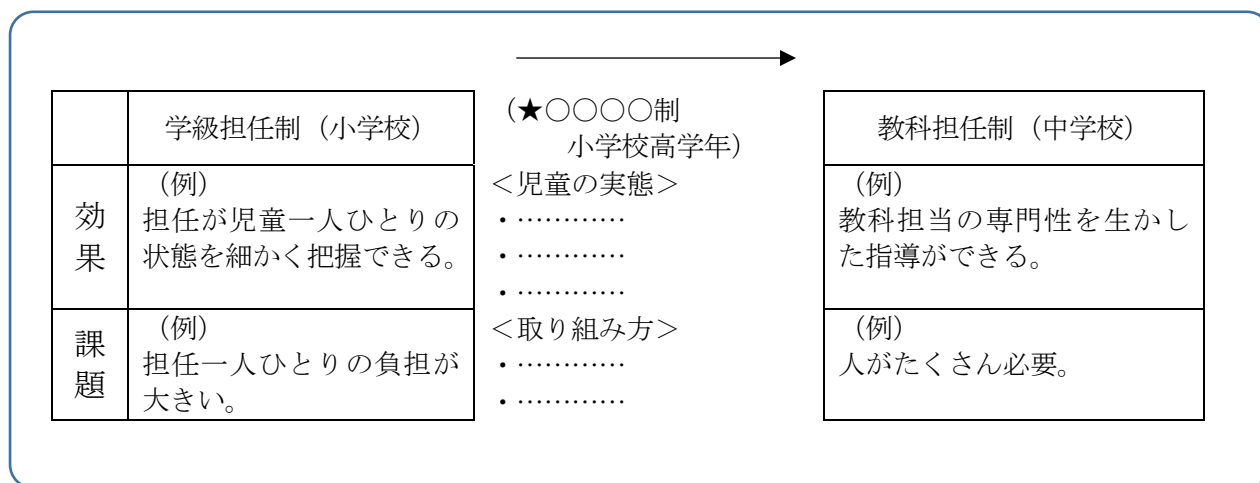 学級担任制（小学校）
（★○○○○制
小学校高学年）
教科担任制（中学校）
効果
（例）
担任が児童一人ひとりの
状態を細かく把握できる。
＜児童の実態＞
・…………
・…………
・…………
（例）
教科担当の専門性を生かし
た指導ができる。
課題
（例）
担任一人ひとりの負担が
大きい。
＜取り組み方＞
・…………
・…………
（例）
人がたくさん必要。